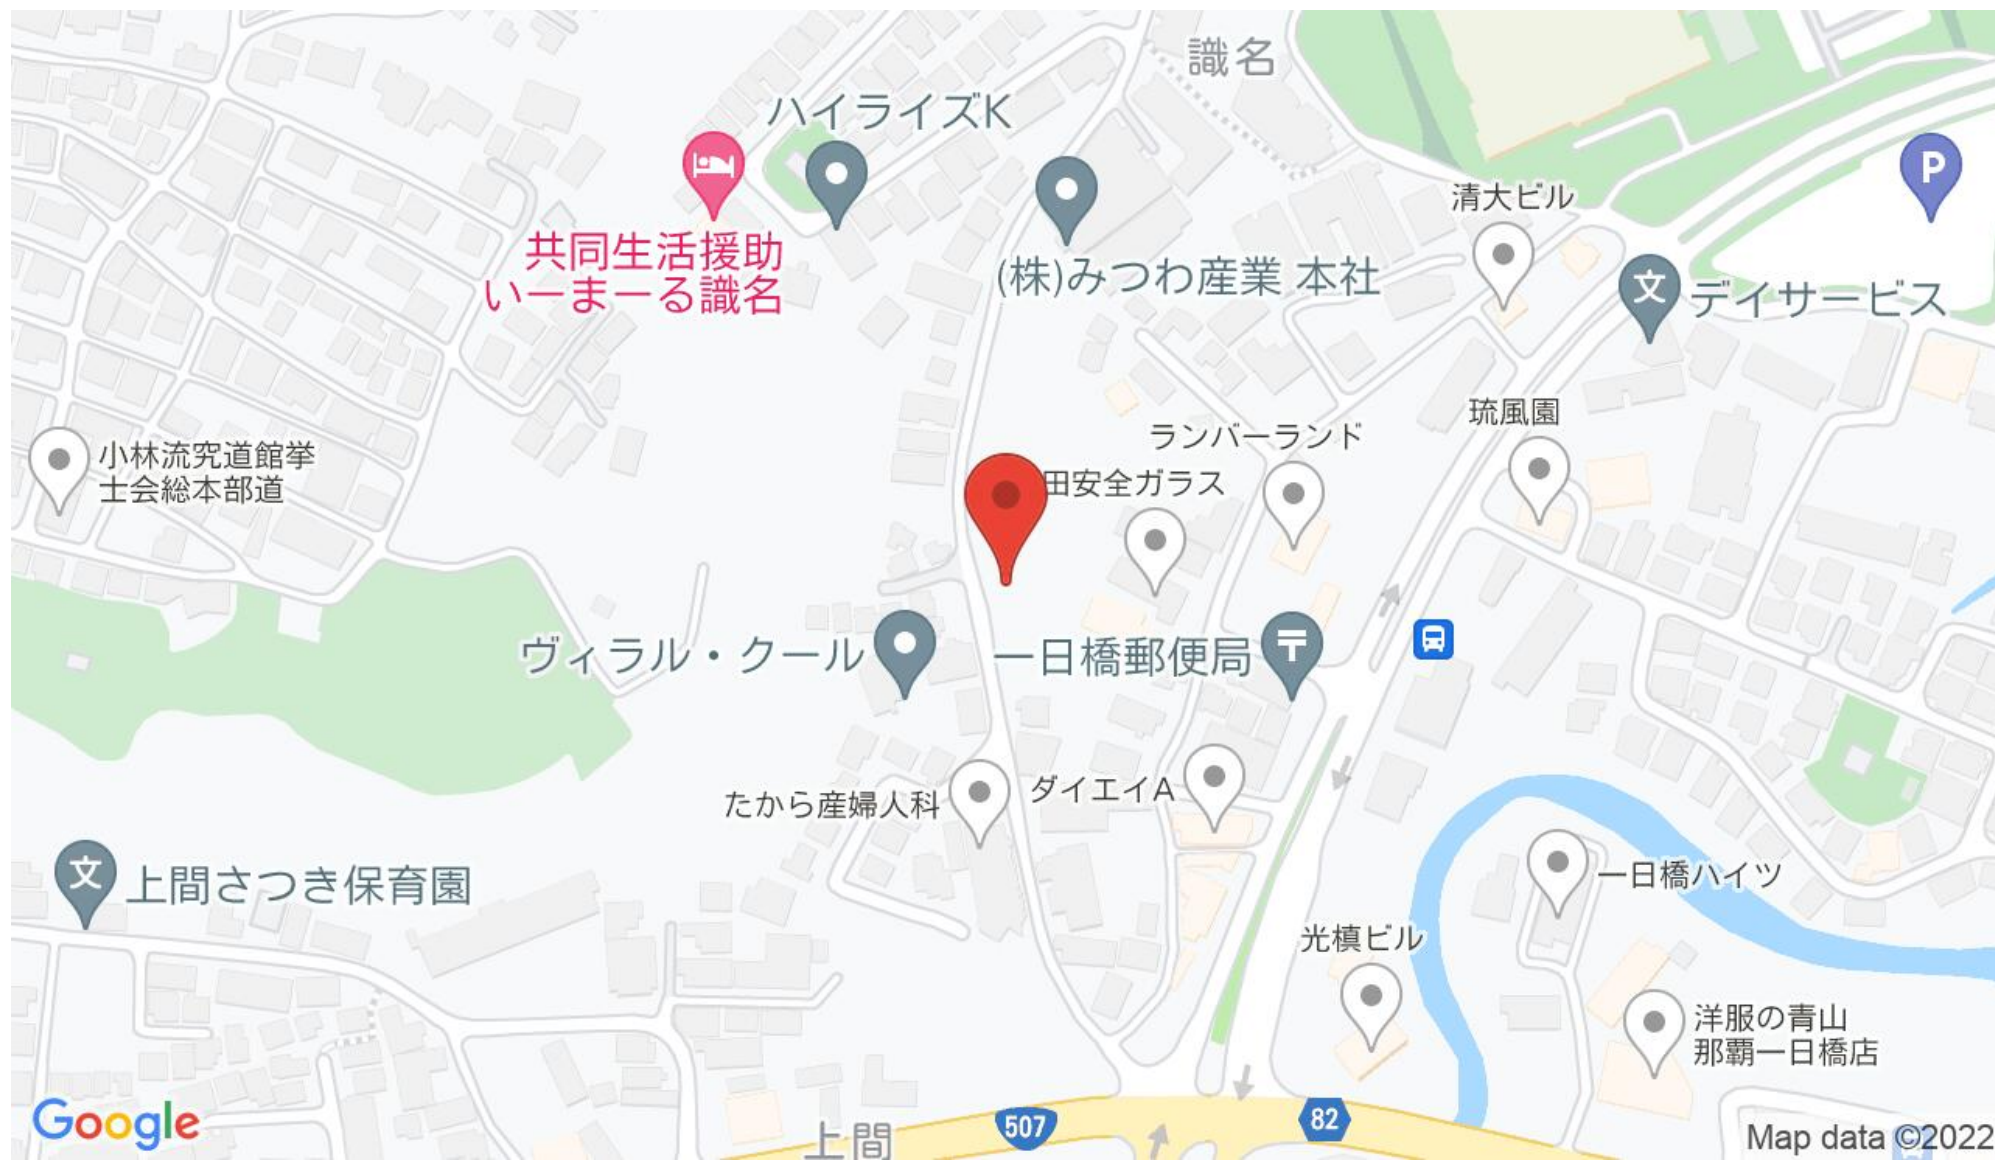 識名
ハイライズK
共同生活援助
いーまーる識名
(株)みつわ産業 本社
清大ビル
P
文
デイサービス
琉風園
ランバーランド
田安全ガラス
小林流究道館挙
士会総本部道
ヴィラル・クール
一日橋郵便局
〒
たから産婦人科
ダイエイA
文
上間さつき保育園
一日橋ハイツ
光槙ビル
洋服の青山
那覇一日橋店
上間
507
82
Google
Map data ©2022